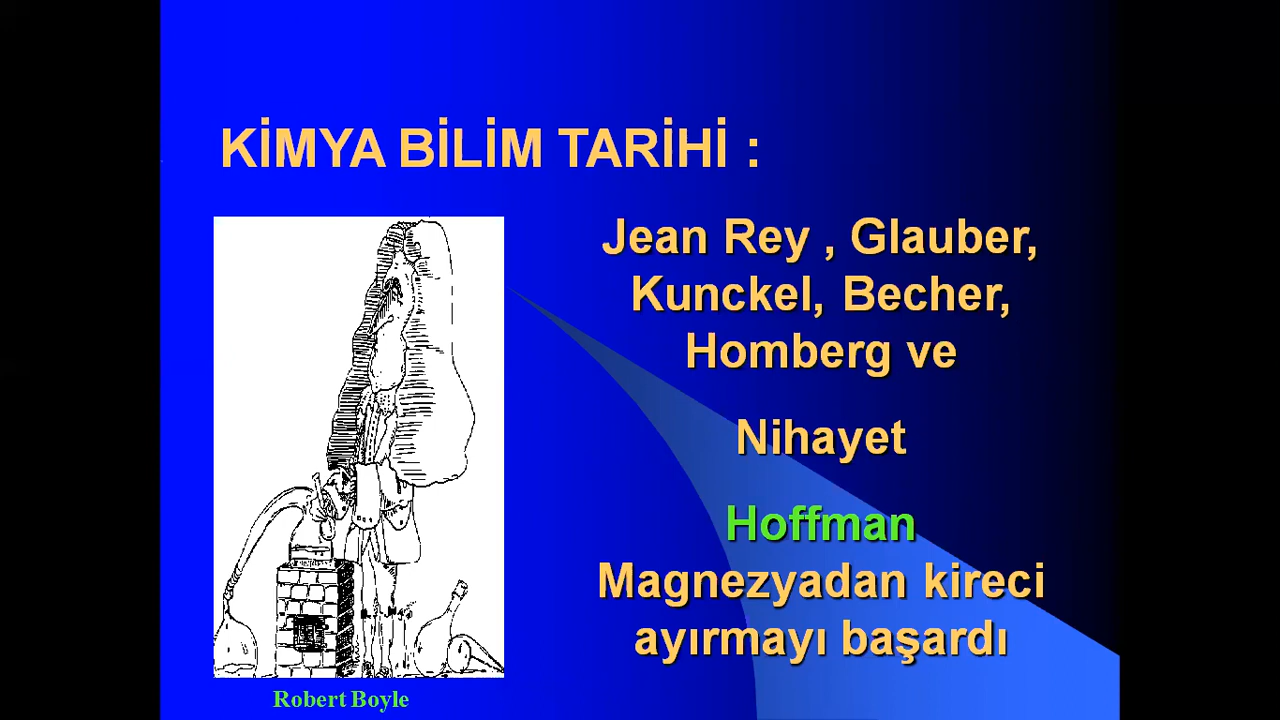 KİMYA BİLİM TARİHİ :
Jean Rey , Glauber,
Kunckel, Becher,
Homberg ve
Nihayet
Hoffman
Magnezyadan kireci
ayırmayı başardı
Robert Boyle